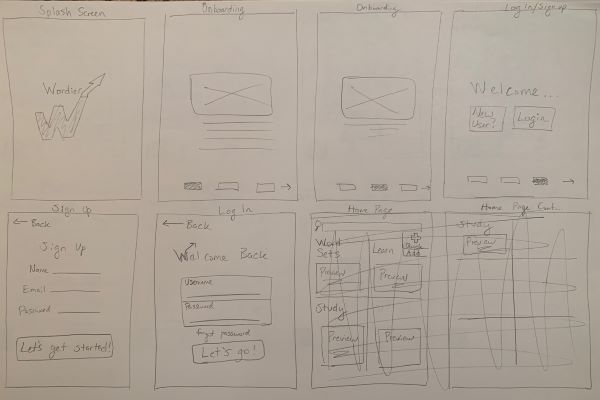 Splash Screen
Onboarding
Onboarding
Log In/Sign up
Wordier
W
Welcome...
New User?
Login
Sign Up
Log In
Home Page
Home Page Cont.
← Back
Sign Up
Name
Email
Password
Let's get started!
← Back
Welcome Back
Username
Password
forgot password
Let's go!
Word Sets
Learn
Quick Add
Preview
Preview
Study
Preview
Preview
Study
Preview